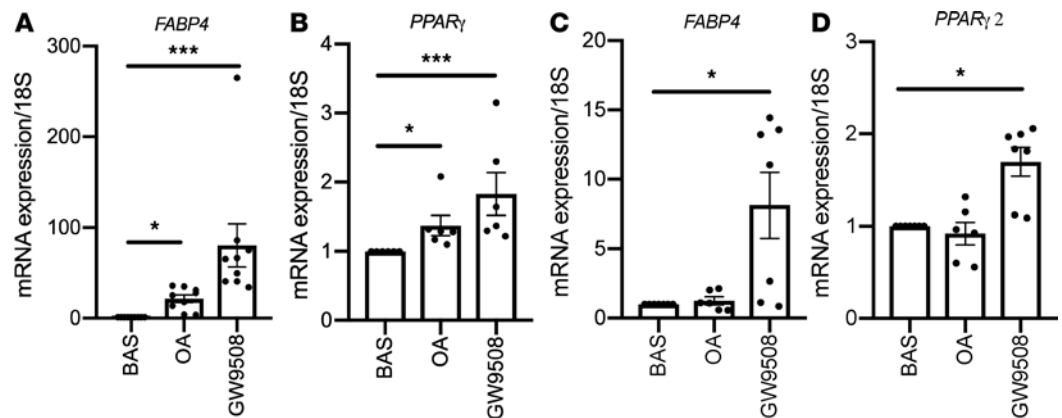 A
FABP4
mRNA expression/18S
300
200
100
0
***
*
BAS
OA
GW9508
B
PPARγ
mRNA expression/18S
4
3
2
1
0
***
*
BAS
OA
GW9508
C
FABP4
mRNA expression/18S
20
15
10
5
0
*
BAS
OA
GW9508
D
PPARγ 2
mRNA expression/18S
3
2
1
0
*
BAS
OA
GW9508